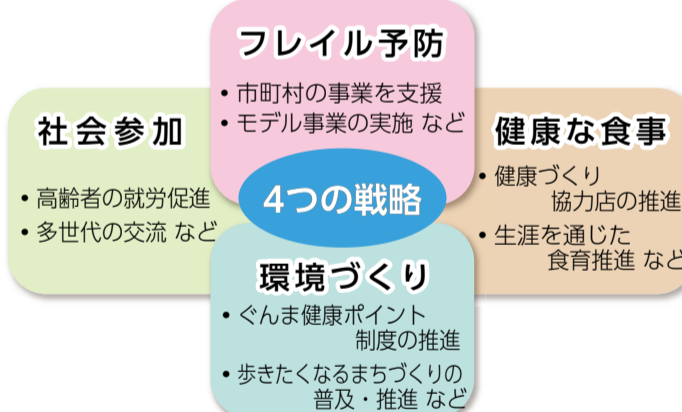 フレイル予防
• 市町村の事業を支援
• モデル事業の実施 など
社会参加
• 高齢者の就労促進
• 多世代の交流 など
4つの戦略
健康な食事
• 健康づくり
協力店の推進
• 生涯を通じた
食育推進 など
環境づくり
• ぐんま健康ポイント
制度の推進
• 歩きたくなるまちづくりの
普及・推進 など